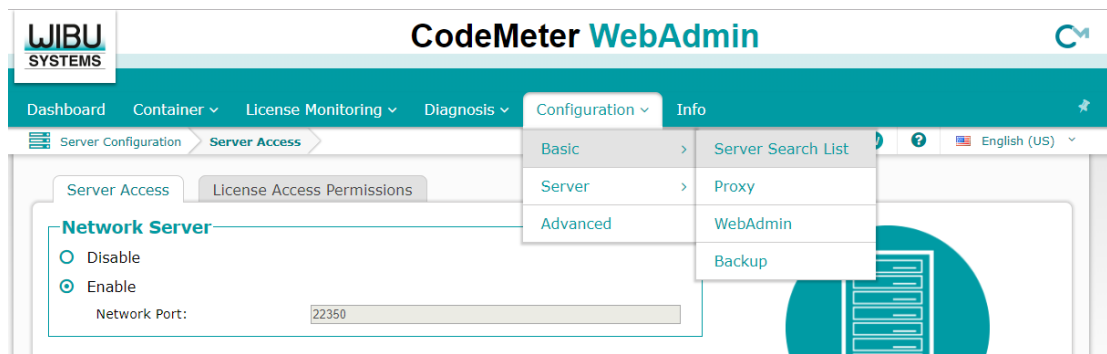 WIBU
SYSTEMS
CodeMeter WebAdmin
Dashboard Container License Monitoring Diagnosis Configuration Info
Server Configuration Server Access English (US)
Basic Server Search List
Server Access License Access Permissions
Server Proxy
Network Server
Advanced WebAdmin
Disable
Backup
Enable
Network Port: 22350